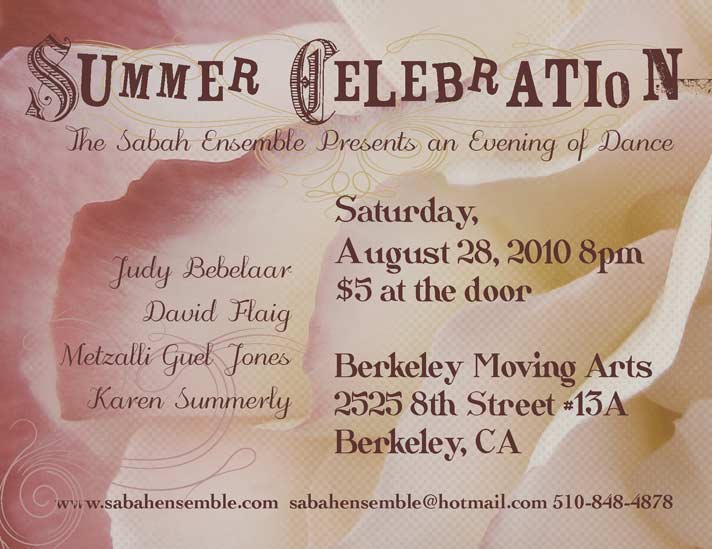 Summer Celebration
The Sabah Ensemble Presents an Evening of Dance
Judy Bebelaar
David Flaig
Metzalli Guel Jones
Karen Summerly
Saturday,
August 28, 2010 8pm
$5 at the door
Berkeley Moving Arts
2525 8th Street #13A
Berkeley, CA
www.sabahensemble.com sabahensemble@hotmail.com 510-848-4878